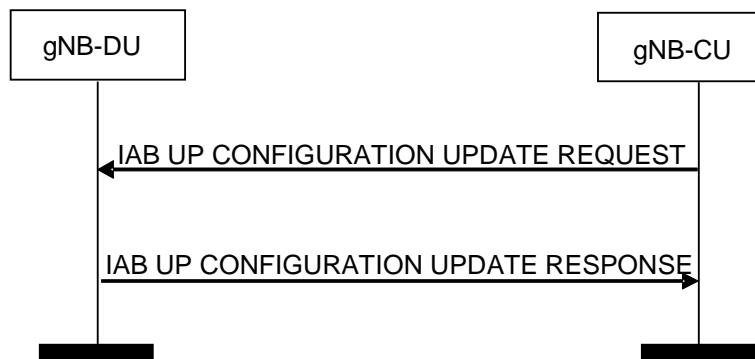 gNB-DU
gNB-CU
IAB UP CONFIGURATION UPDATE REQUEST
IAB UP CONFIGURATION UPDATE RESPONSE